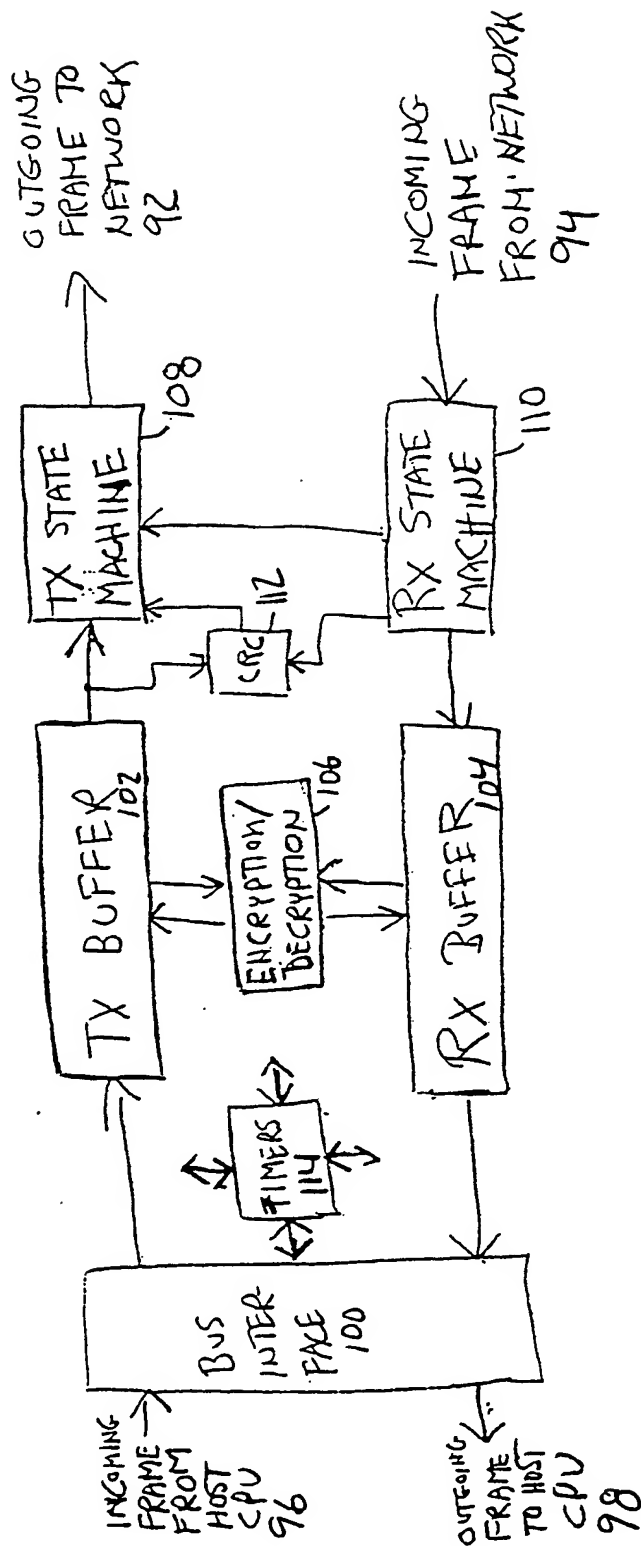 OUTGOING
FRAME TO
NETWORK
92
INCOMING
FRAME
FROM NETWORK
94
TX STATE
MACHINE
108
CRC
112
RX STATE
MACHINE
110
TX BUFFER
102
ENCRYPTION/
DECRYPTION
106
RX BUFFER
104
TIMERS
114
BUS
INTER-
FACE
100
INCOMING
FRAME
FROM
HOST
CPU
96
OUTGOING
FRAME
TO HOST
CPU
98